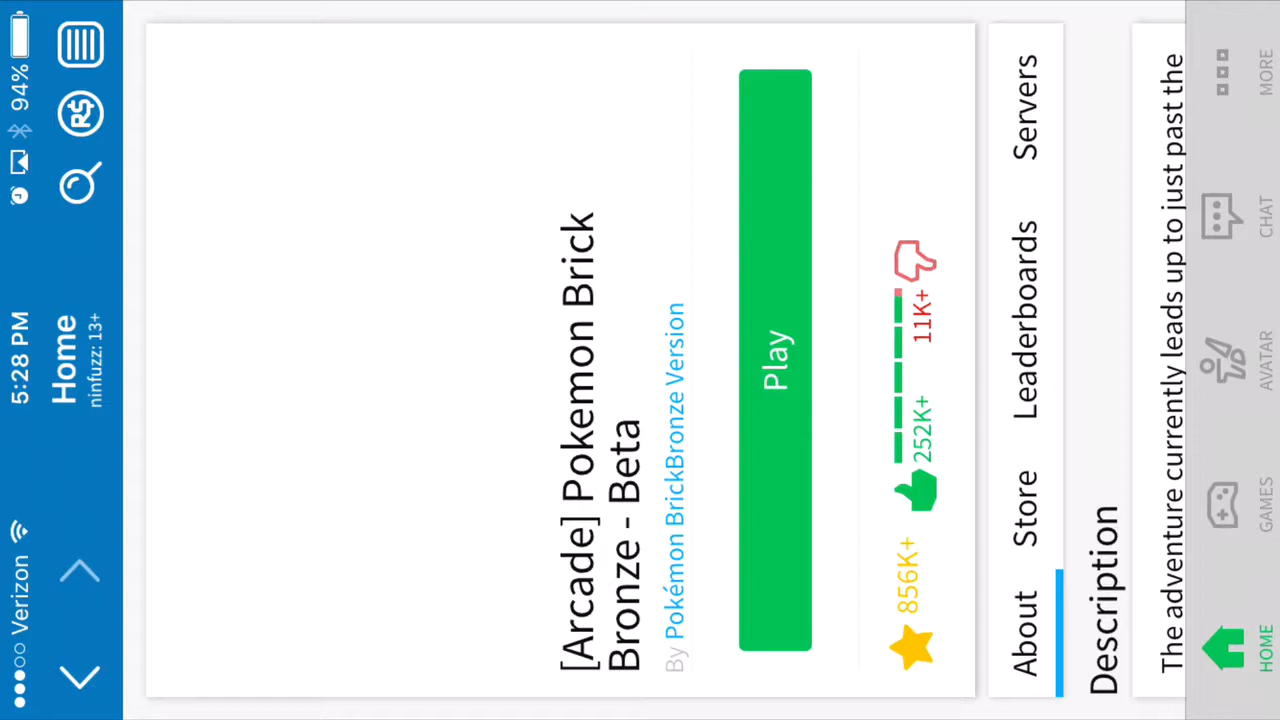 Verizon 5:28 PM 94%
Home
ninfuzz: 13+
R$
[Arcade] Pokemon Brick
Bronze - Beta
By Pokémon BrickBronze Version
Play
856K+ 252K+ 11K+
About Store Leaderboards Servers
Description
The adventure currently leads up to just past the
HOME GAMES AVATAR CHAT MORE